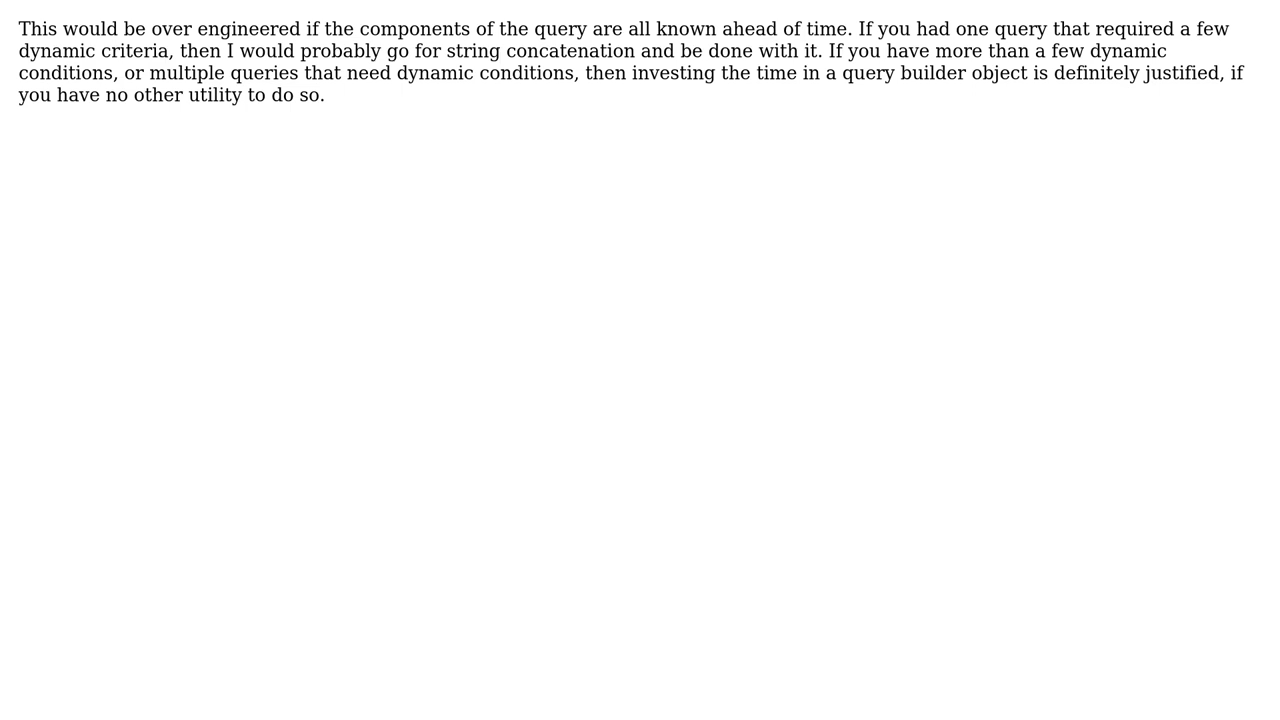 This would be over engineered if the components of the query are all known ahead of time. If you had one query that required a few
dynamic criteria, then I would probably go for string concatenation and be done with it. If you have more than a few dynamic
conditions, or multiple queries that need dynamic conditions, then investing the time in a query builder object is definitely justified, if
you have no other utility to do so.